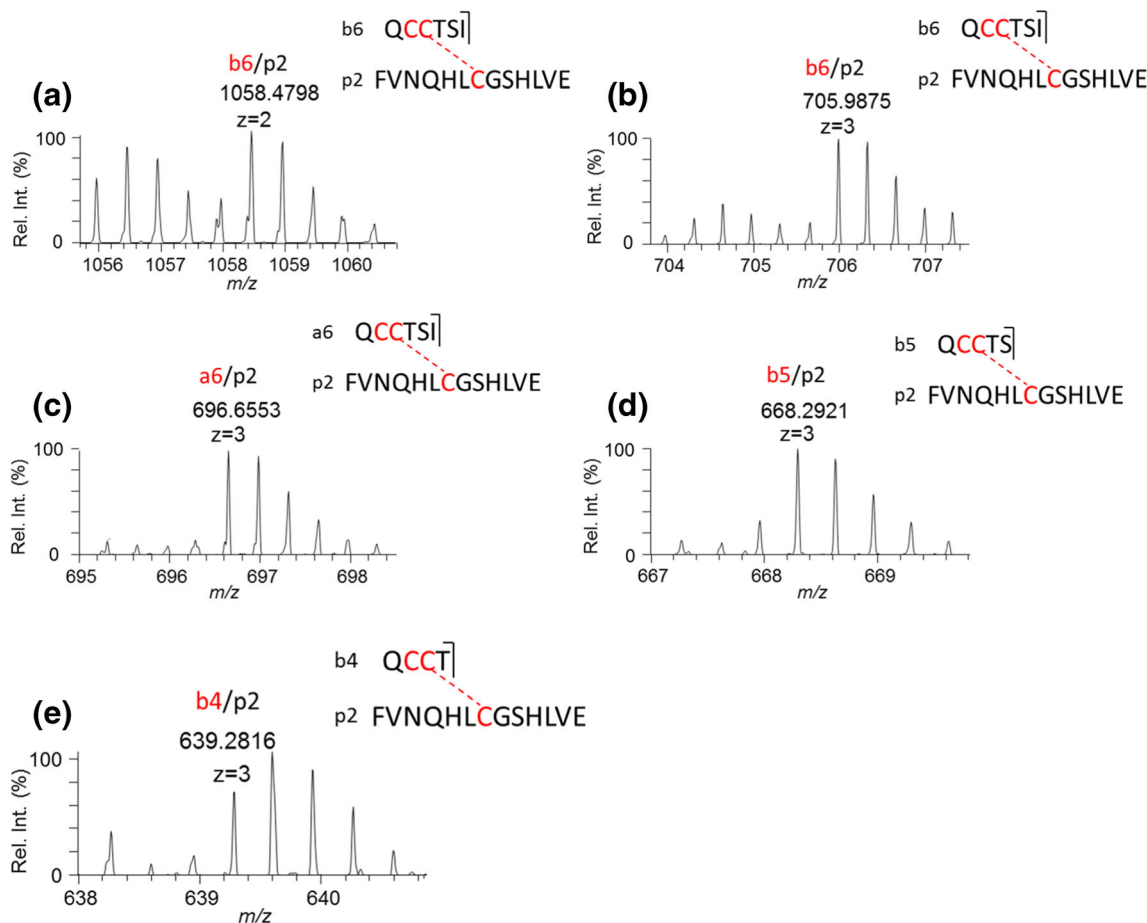 (a)
b6 QCCTSI
p2 FVNQHLCGSHLVE
b6/p2
1058.4798
z=2
Rel. Int. (%)
100
0
1056 1057 1058 1059 1060
m/z
(b)
b6 QCCTSI
p2 FVNQHLCGSHLVE
b6/p2
705.9875
z=3
Rel. Int. (%)
100
0
704 705 706 707
m/z
(c)
a6 QCCTSI
p2 FVNQHLCGSHLVE
a6/p2
696.6553
z=3
Rel. Int. (%)
100
0
695 696 697 698
m/z
(d)
b5 QCCTS
p2 FVNQHLCGSHLVE
b5/p2
668.2921
z=3
Rel. Int. (%)
100
0
667 668 669
m/z
(e)
b4 QCCT
p2 FVNQHLCGSHLVE
b4/p2
639.2816
z=3
Rel. Int. (%)
100
0
638 639 640
m/z